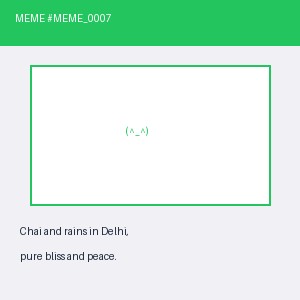 MEME #MEME_0007
(^_^)
Chai and rains in Delhi,
pure bliss and peace.